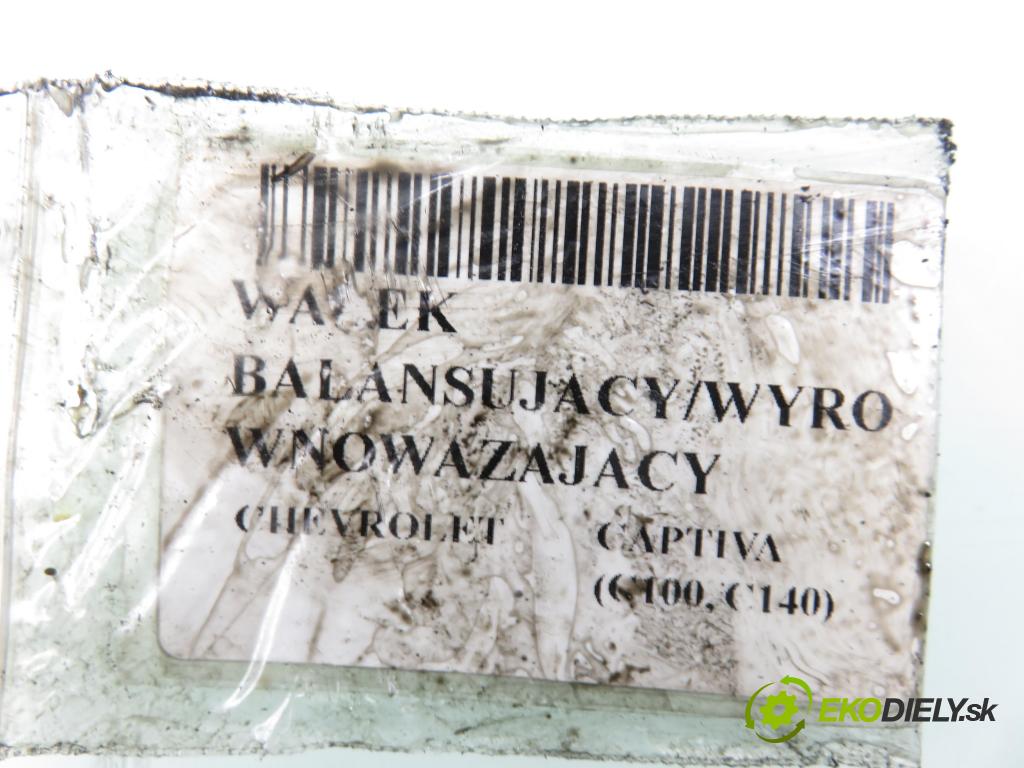 WAŁEK
BALANSUJACY/WYRO
WNOWAZAJACY
CHEVROLET CAPTIVA
(C100, C140)
EKODIELY.sk